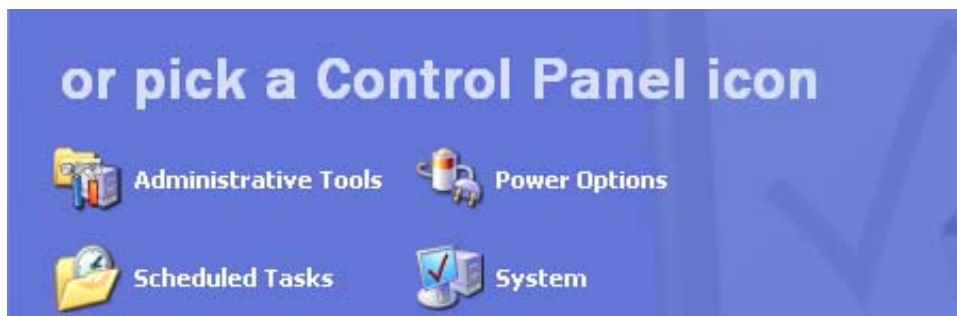 or pick a Control Panel icon
Administrative Tools
Power Options
Scheduled Tasks
System